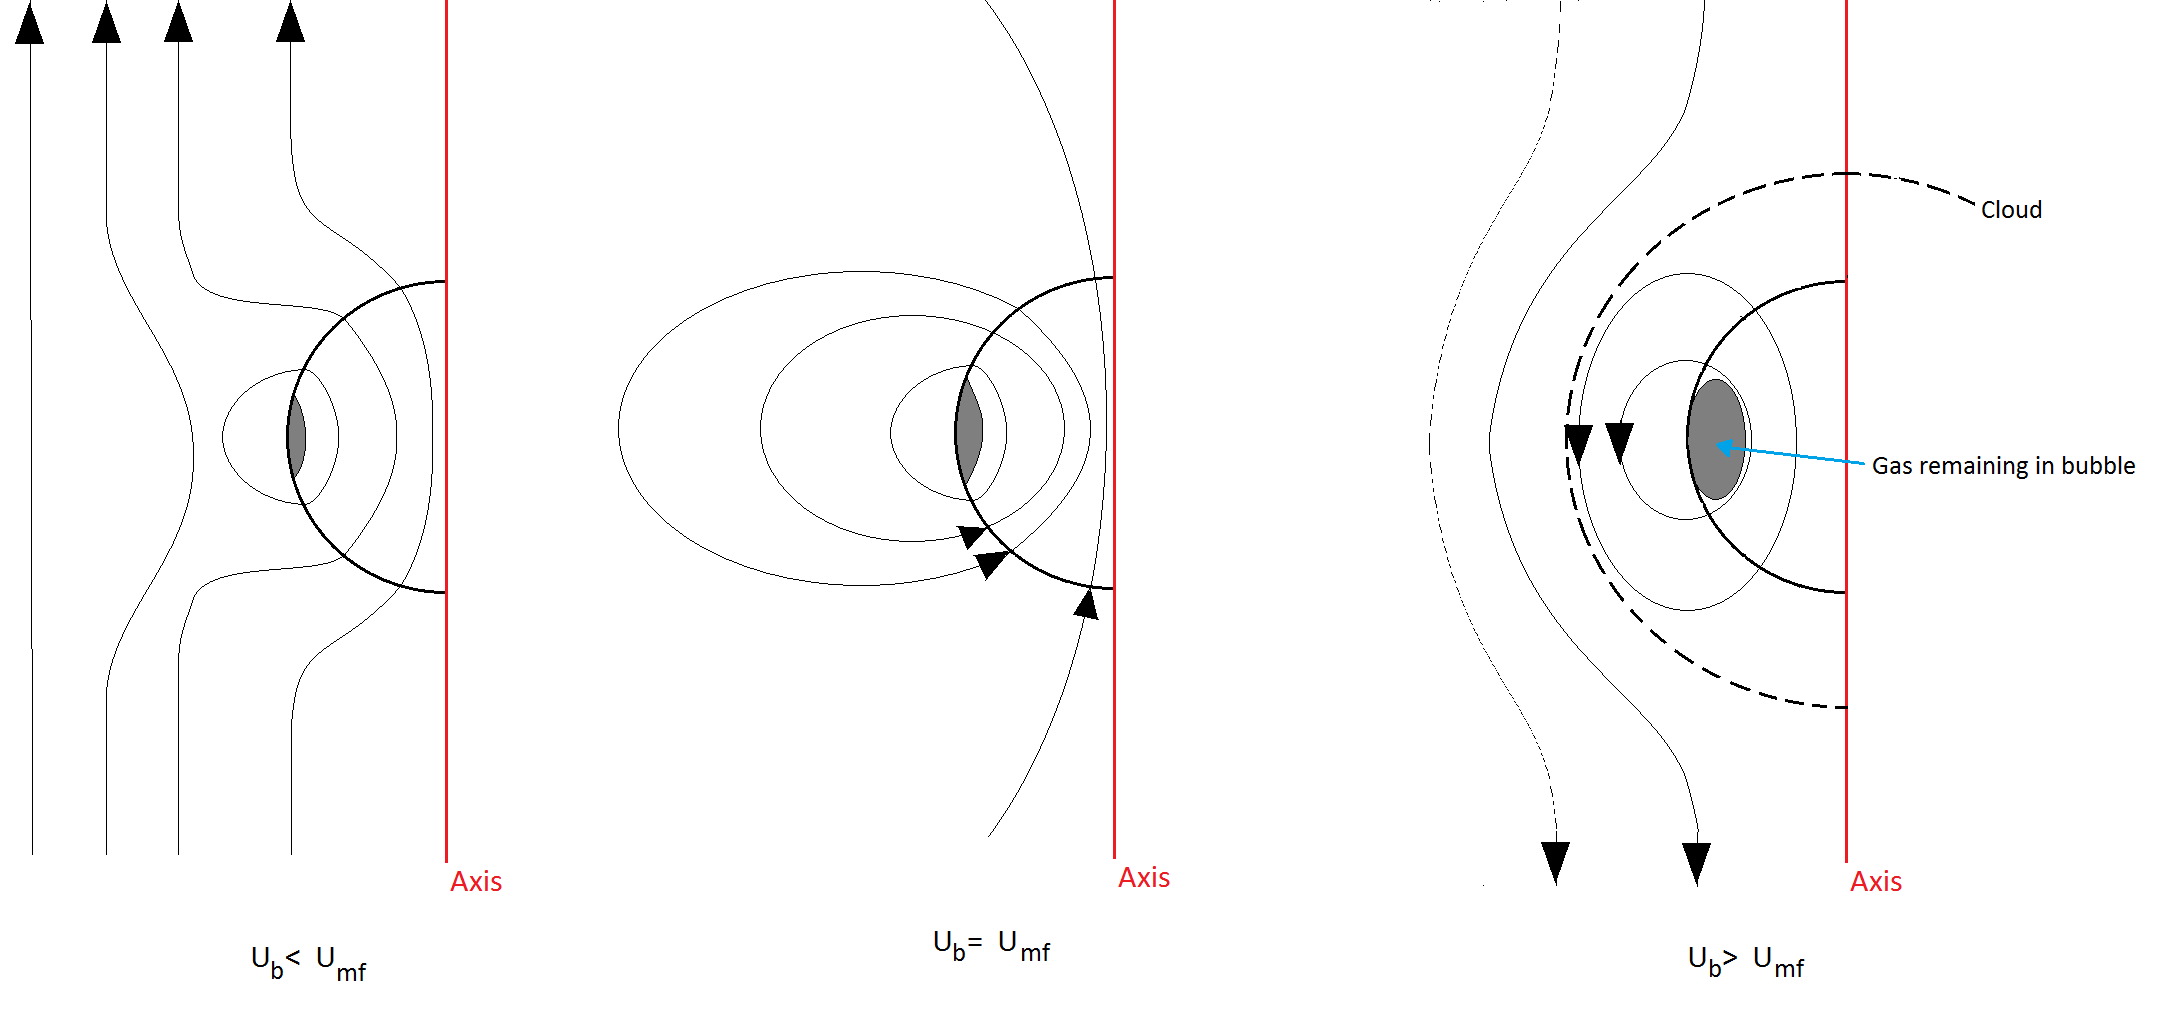 Cloud
Gas remaining in bubble
Axis
Axis
Axis
Ub< Umf
Ub= Umf
Ub> Umf